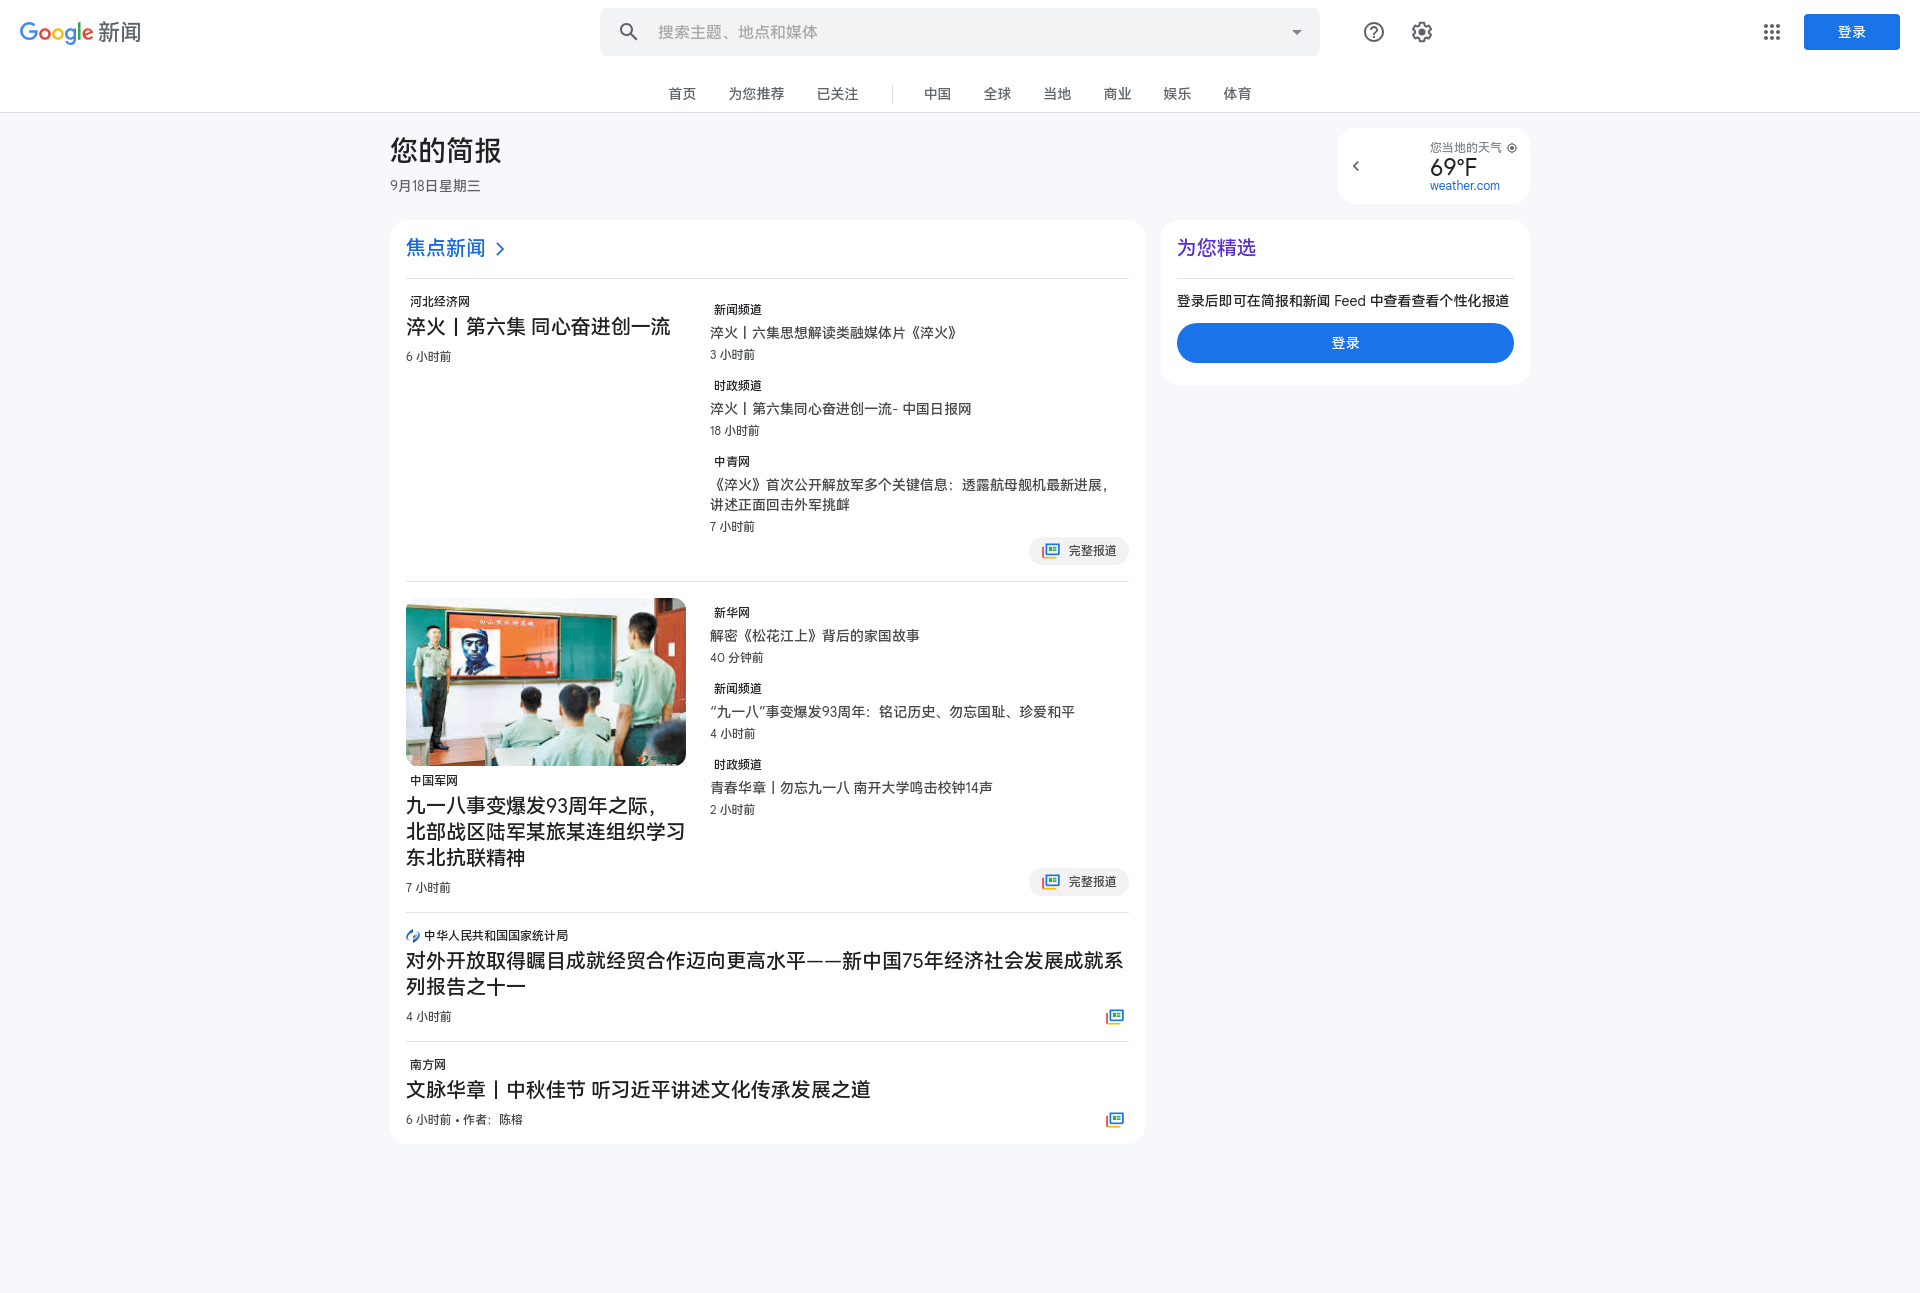 Google 新闻
搜索主题、地点和媒体
登录
首页
为您推荐
已关注
中国
全球
当地
商业
娱乐
体育
您的简报
9月18日星期三
您当地的天气
69°F
weather.com
焦点新闻
河北经济网
淬火丨第六集 同心奋进创一流
6 小时前
新闻频道
淬火丨六集思想解读类融媒体片《淬火》
3 小时前
时政频道
淬火丨第六集同心奋进创一流- 中国日报网
18 小时前
中青网
《淬火》首次公开解放军多个关键信息：透露航母舰机最新进展，
讲述正面回击外军挑衅
7 小时前
完整报道
中国军网
九一八事变爆发93周年之际，
北部战区陆军某旅某连组织学习
东北抗联精神
7 小时前
新华网
解密《松花江上》背后的家国故事
40 分钟前
新闻频道
“九一八”事变爆发93周年：铭记历史、勿忘国耻、珍爱和平
4 小时前
时政频道
青春华章丨勿忘九一八 南开大学鸣击校钟14声
2 小时前
完整报道
中华人民共和国国家统计局
对外开放取得瞩目成就经贸合作迈向更高水平——新中国75年经济社会发展成就系
列报告之十一
4 小时前
南方网
文脉华章丨中秋佳节 听习近平讲述文化传承发展之道
6 小时前 • 作者：陈榕
为您精选
登录后即可在简报和新闻 Feed 中查看查看个性化报道
登录